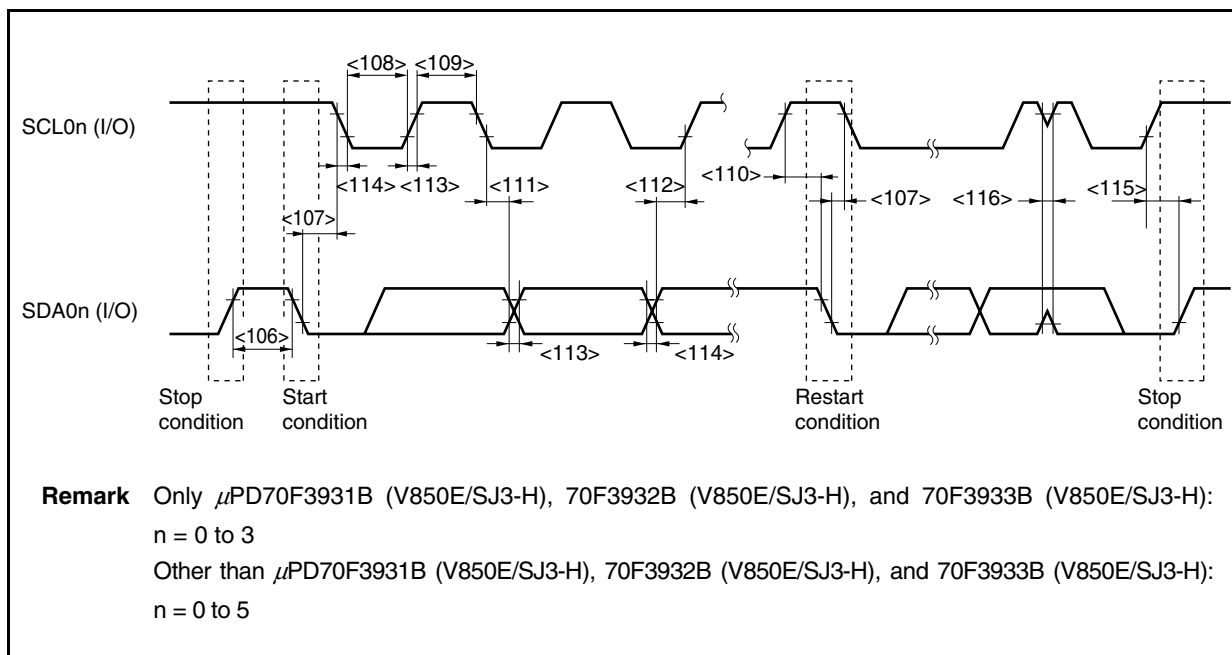 <108> <109>
SCL0n (I/O)
<114> <113> <111> <112> <110> <107> <116> <115>
<107>
SDA0n (I/O)
<106> <113> <114>
Stop condition
Start condition
Restart condition
Stop condition
Remark Only μPD70F3931B (V850E/SJ3-H), 70F3932B (V850E/SJ3-H), and 70F3933B (V850E/SJ3-H):
n = 0 to 3
Other than μPD70F3931B (V850E/SJ3-H), 70F3932B (V850E/SJ3-H), and 70F3933B (V850E/SJ3-H):
n = 0 to 5